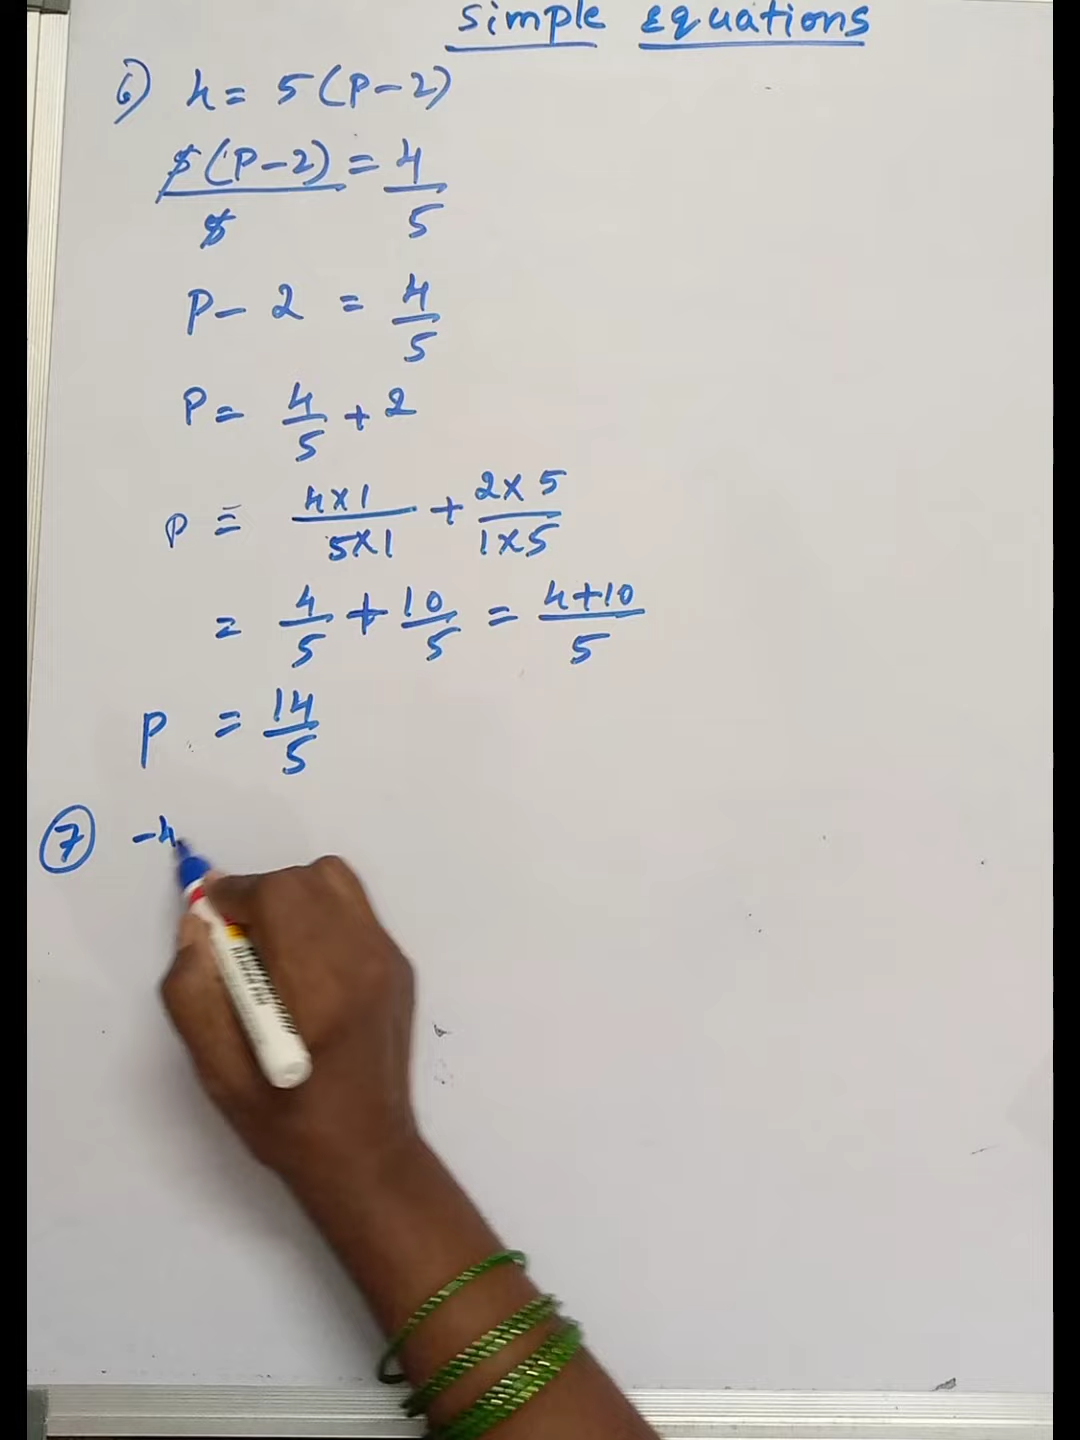 Simple Equations
6) 4 = 5(P-2)
5(P-2)/5 = 4/5
P - 2 = 4/5
P = 4/5 + 2
P = 4×1/5×1 + 2×5/1×5
= 4/5 + 10/5 = 4+10/5
P = 14/5
7 -4